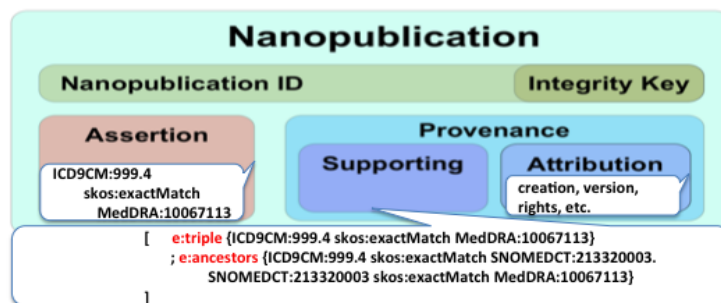 Nanopublication
Nanopublication ID
Integrity Key
Assertion
ICD9CM:999.4
skos:exactMatch
MedDRA:10067113
Provenance
Supporting
Attribution
creation, version,
rights, etc.
[ e:triple {ICD9CM:999.4 skos:exactMatch MedDRA:10067113}
; e:ancestors {ICD9CM:999.4 skos:exactMatch SNOMEDCT:213320003.
SNOMEDCT:213320003 skos:exactMatch MedDRA:10067113}
]